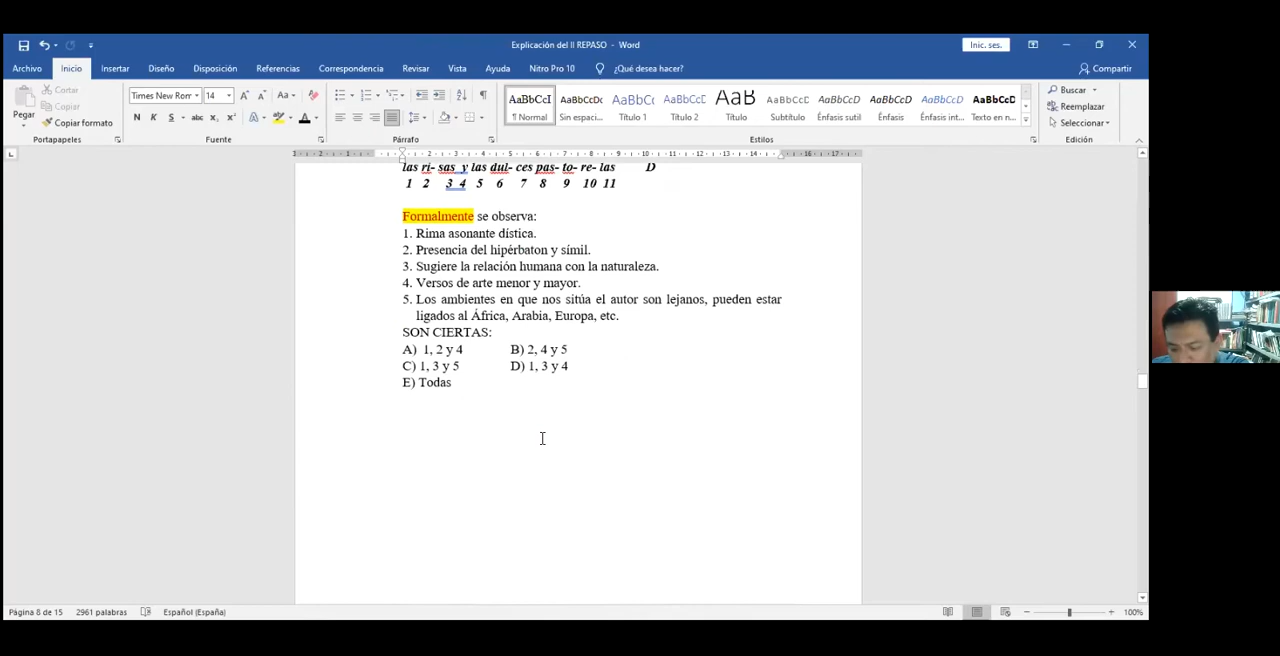 Explicación del II REPASO - Word
Inic. ses.
Archivo Inicio Insertar Diseño Disposición Referencias Correspondencia Revisar Vista Ayuda Nitro Pro 10 ¿Qué desea hacer? Compartir
Pegar
Cortar
Copiar
Copiar formato
Portapapeles
Times New Rom 14
Aa
N K S abc x₂ x²
Fuente
Párrafo
AaBbCcI AaBbCcDc AaBbCc AaBbCcD AaB AaBbCcD AaBbCcD AaBbCcD AaBbCcD AaBbCc
¶ Normal Sin espaci... Título 1 Título 2 Título Subtítulo Énfasis sutil Énfasis Énfasis int... Texto en n...
Estilos
Buscar
Reemplazar
Seleccionar
Edición
las ri- sas y las dul- ces pas- to- re- las D
1 2 3 4 5 6 7 8 9 10 11
Formalmente se observa:
1. Rima asonante dística.
2. Presencia del hipérbaton y símil.
3. Sugiere la relación humana con la naturaleza.
4. Versos de arte menor y mayor.
5. Los ambientes en que nos sitúa el autor son lejanos, pueden estar
ligados al África, Arabia, Europa, etc.
SON CIERTAS:
A) 1, 2 y 4 B) 2, 4 y 5
C) 1, 3 y 5 D) 1, 3 y 4
E) Todas
Página 8 de 15 2961 palabras Español (España) 100%